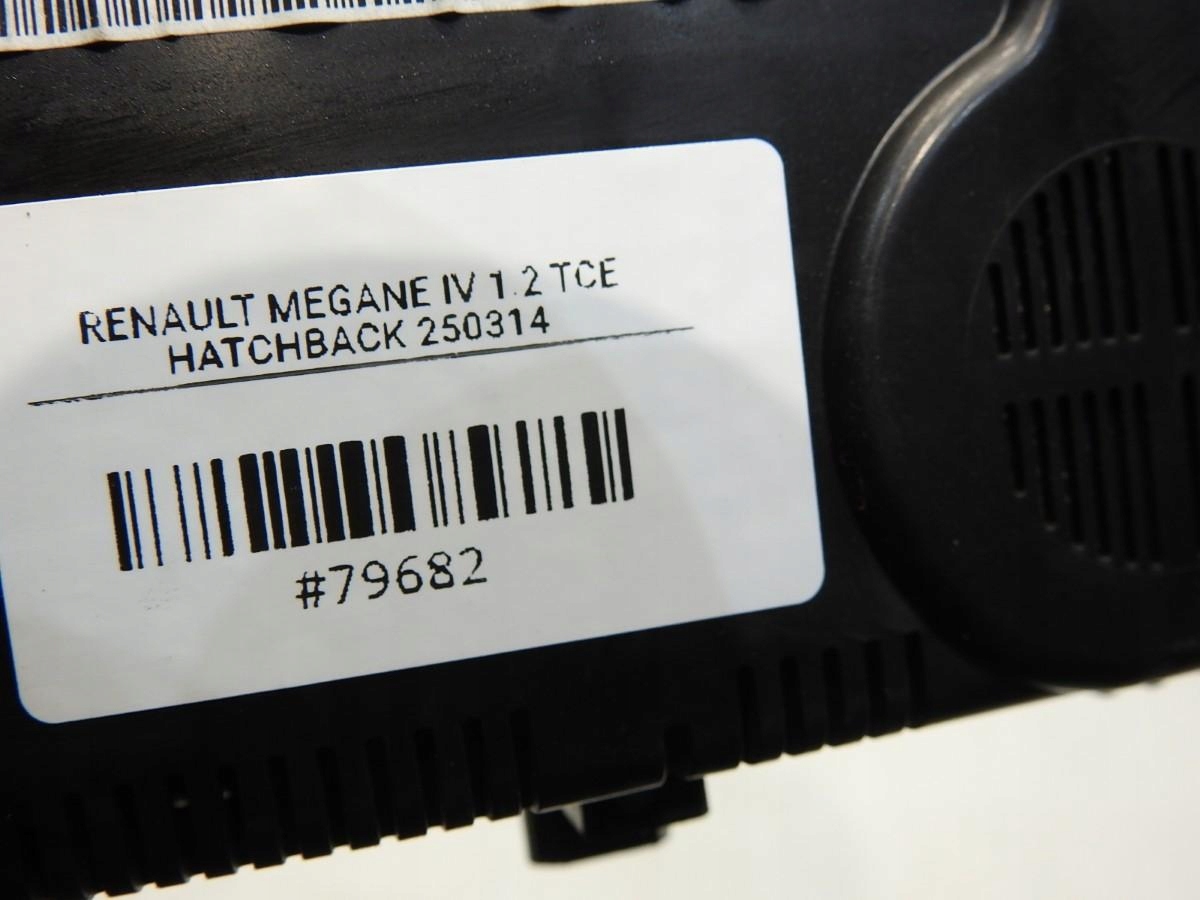 RENAULT MEGANE IV 1.2 TCE
HATCHBACK 250314
#79682